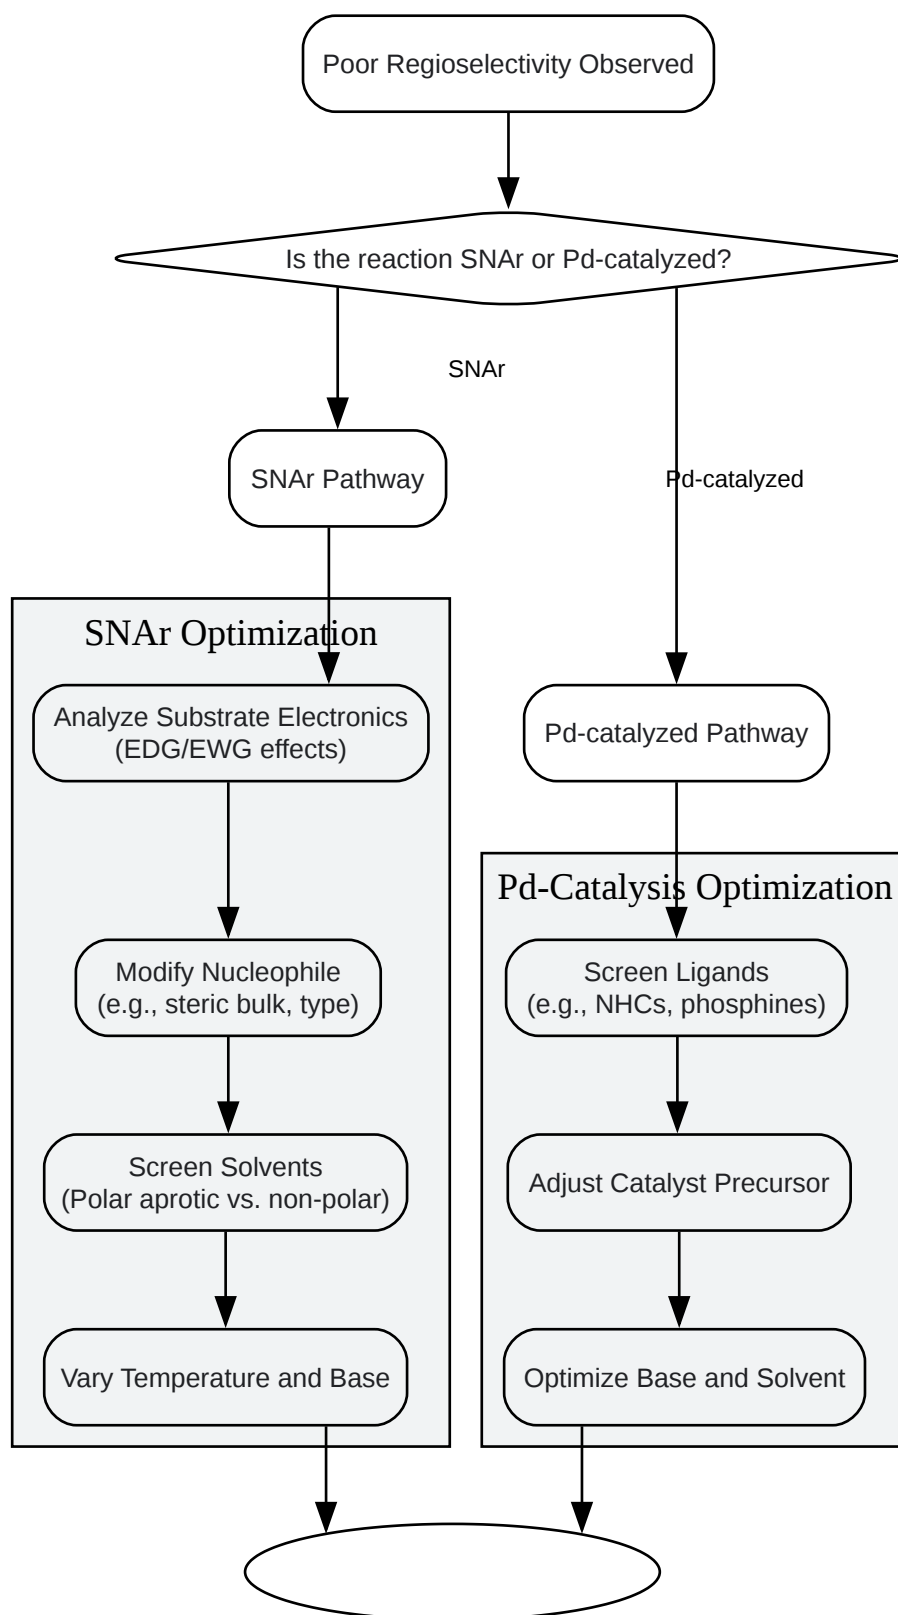 Poor Regioselectivity Observed
Is the reaction SNAr or Pd-catalyzed?
SNAr
SNAr Pathway
Pd-catalyzed
SNAr Optimization
Analyze Substrate Electronics
(EDG/EWG effects)
Pd-catalyzed Pathway
Pd-Catalysis Optimization
Modify Nucleophile
(e.g., steric bulk, type)
Screen Ligands
(e.g., NHCs, phosphines)
Screen Solvents
(Polar aprotic vs. non-polar)
Adjust Catalyst Precursor
Vary Temperature and Base
Optimize Base and Solvent